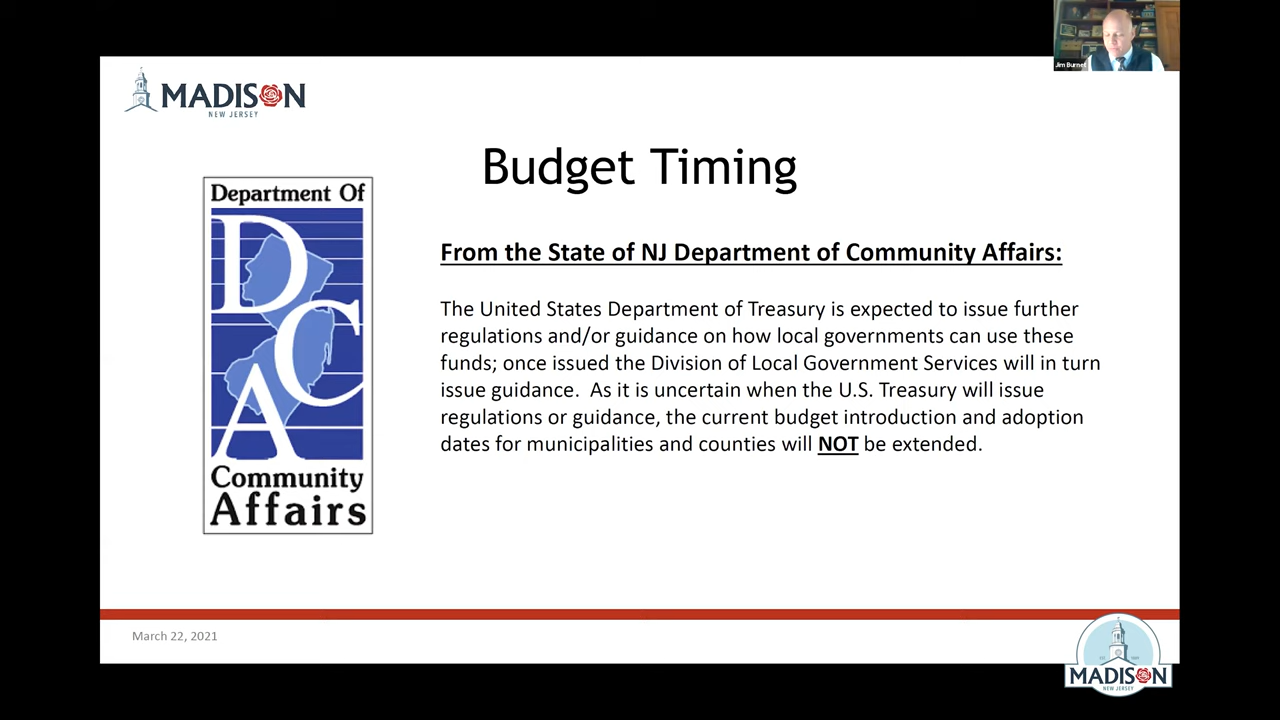 Jim Burnet
MADISON
NEW JERSEY
Budget Timing
Department Of
DCA
Community
Affairs
From the State of NJ Department of Community Affairs:
The United States Department of Treasury is expected to issue further
regulations and/or guidance on how local governments can use these
funds; once issued the Division of Local Government Services will in turn
issue guidance.  As it is uncertain when the U.S. Treasury will issue
regulations or guidance, the current budget introduction and adoption
dates for municipalities and counties will NOT be extended.
March 22, 2021
MADISON
NEW JERSEY